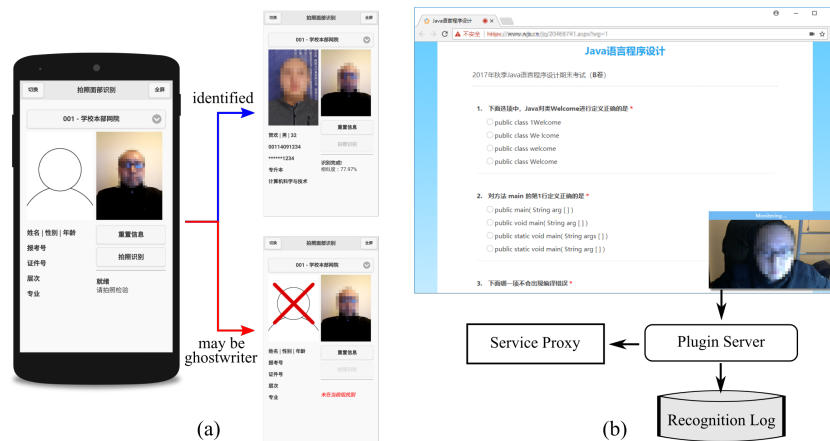 切换 拍照面部识别 全屏
001 - 学校本部网院
姓名 | 性别 | 年龄
报考号
证件号
层次
专业
重置信息
拍照识别
就绪
请拍照检验
identified
may be
ghostwriter
切换 拍照面部识别 全屏
001 - 学校本部网院
贺欢 | 男 | 32
00114091234
******1234
专升本
计算机科学与技术
重置信息
拍照识别
识别完成!
相似度：77.97%
切换 拍照面部识别 全屏
001 - 学校本部网院
姓名 | 性别 | 年龄
报考号
证件号
层次
专业
重置信息
拍照识别
(a)
Java语言程序设计
不安全
Java语言程序设计
2017年秋季Java语言程序设计期末考试（B卷）
1. 下面选项中，Java对类Welcome进行定义正确的是 *
public class 1Welcome
public class We lcome
public class welcome
public class Welcome
2. 对方法 main 的第1行定义正确的是 *
public main( String arg [ ] )
public void main( String arg [ ] )
public static void main( String args [ ] )
public static void main( String arg [ ] )
3. 下面哪一项不会出现编译错误 *
Monitoring...
Service Proxy
Plugin Server
Recognition Log
(b)